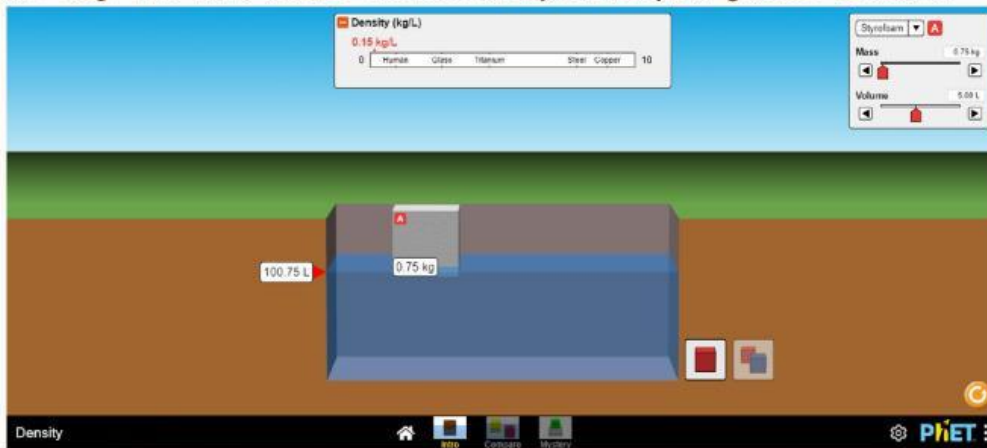 Density (kg/L)
0.15 kg/L
0 Human Glass Titanium Steel Copper 10
Styrofoam A
Mass 0.75 kg
Volume 5.00 L
A
0.75 kg
100.75 L
Density
Intro
Compare
Mystery
PhET